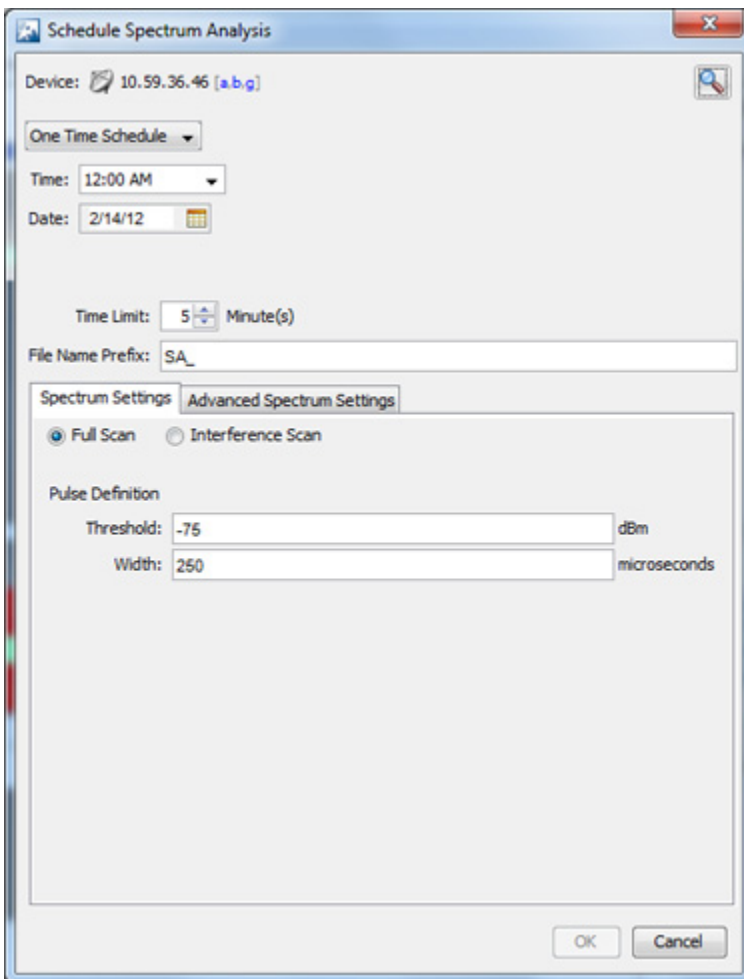 Schedule Spectrum Analysis
Device: 10.59.36.46 [a,b,g]
One Time Schedule
Time: 12:00 AM
Date: 2/14/12
Time Limit: 5 Minute(s)
File Name Prefix: SA_
Spectrum Settings Advanced Spectrum Settings
Full Scan Interference Scan
Pulse Definition
Threshold: -75 dBm
Width: 250 microseconds
OK Cancel